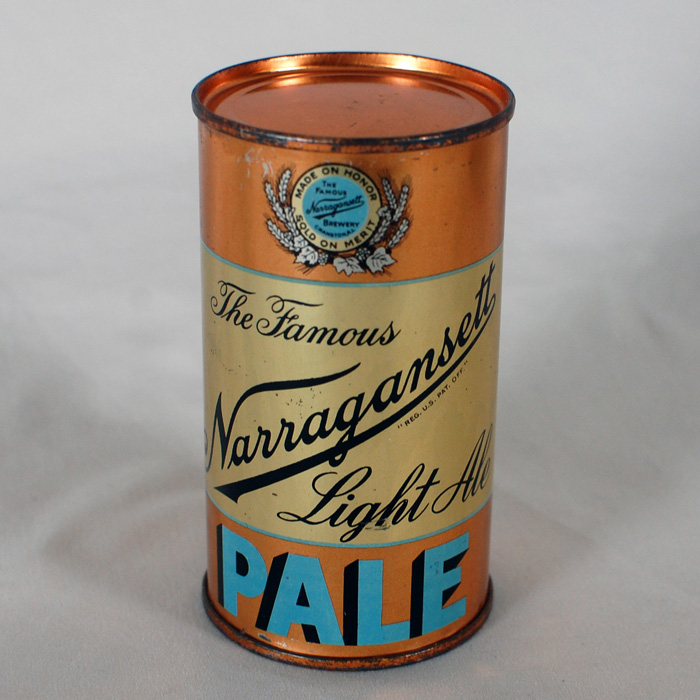 MADE ON HONOR
THE
FAMOUS
Narragansett
BREWERY
CRANSTON, R.I.
SOLD ON MERIT
The Famous
Narragansett
"REG. U.S. PAT. OFF."
Light Ale
PALE